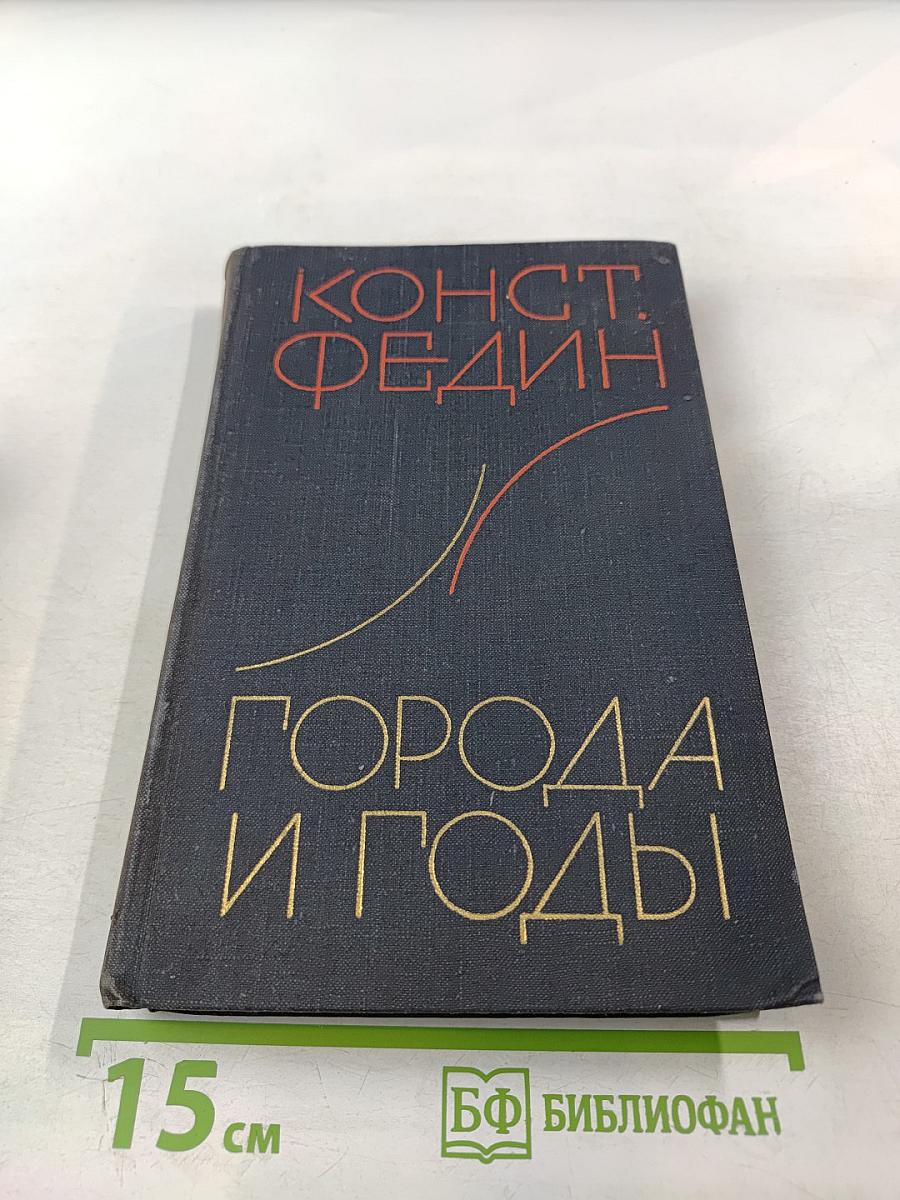 КОНСТ.
ФЕДИН
ГОРОДА
И ГОДЫ
15 см
БФ БИБЛИОФАН